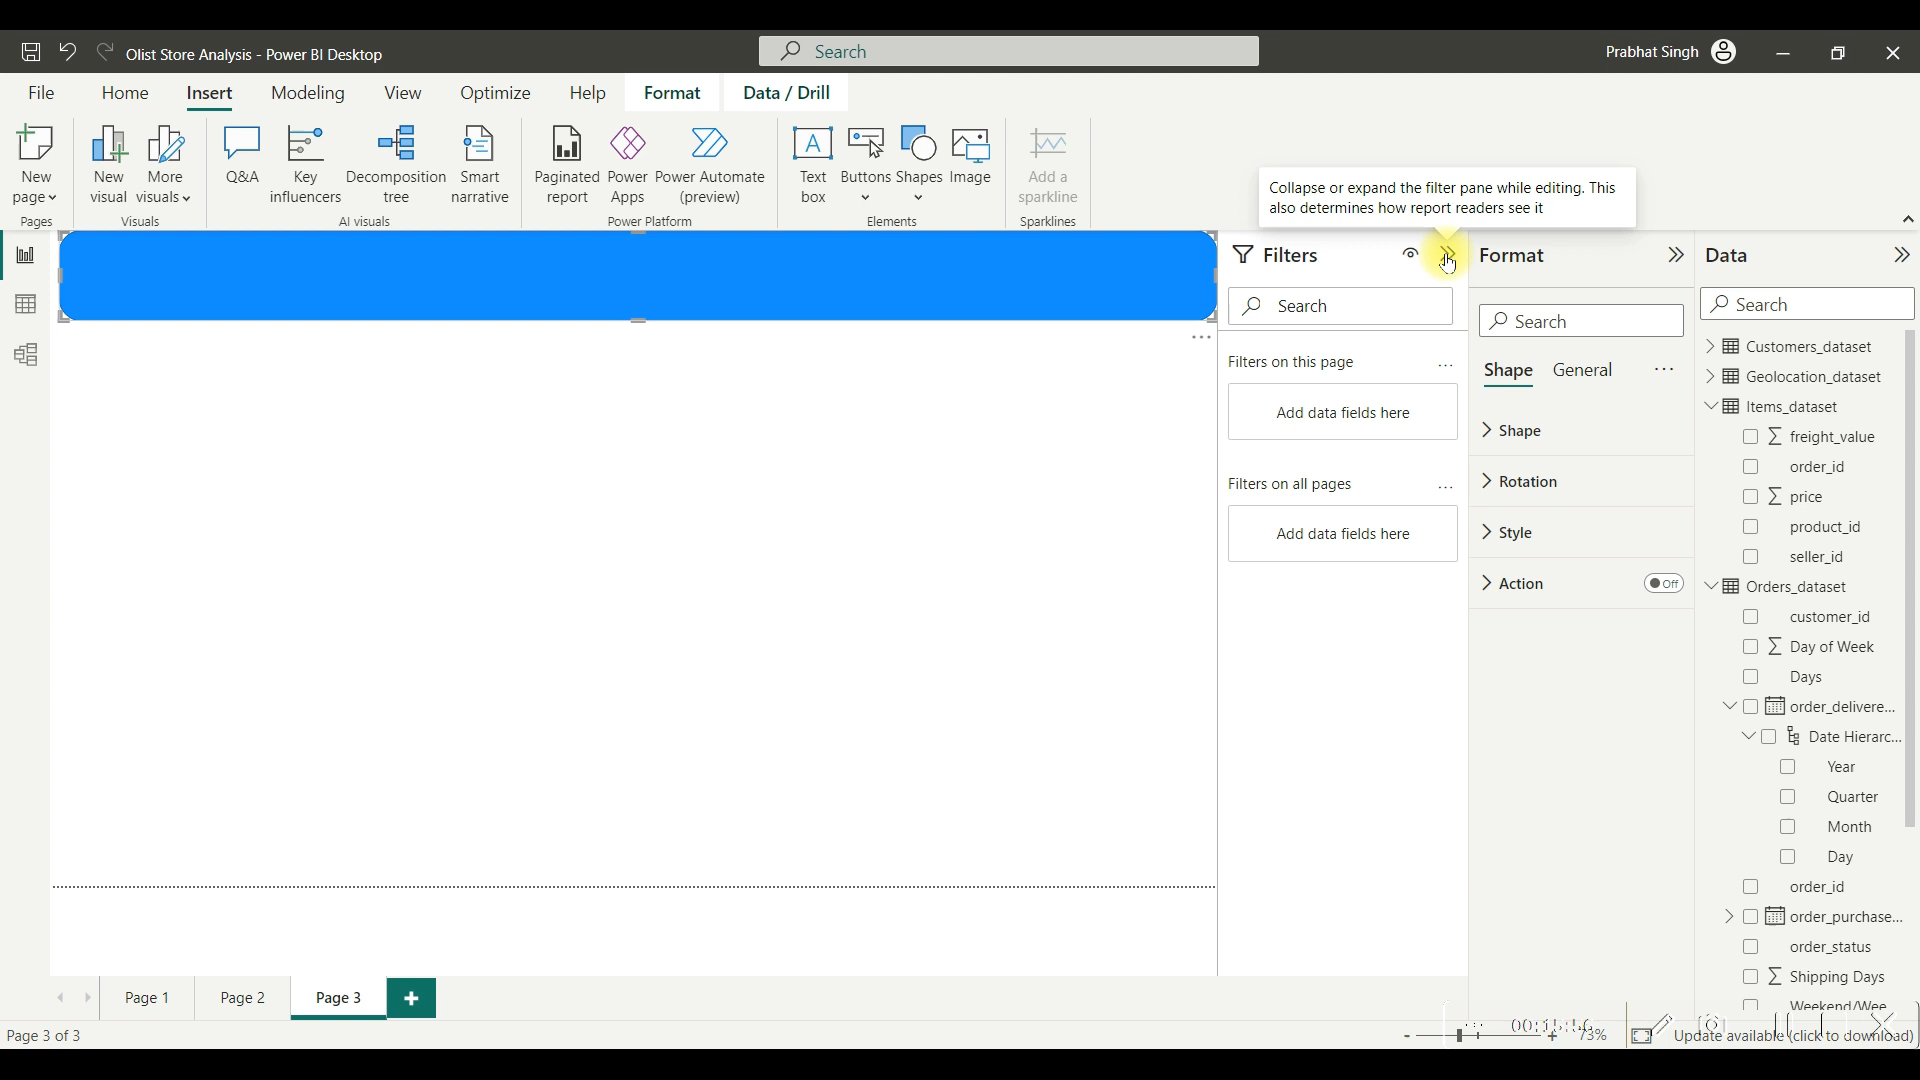 Olist Store Analysis - Power BI Desktop
Search
Prabhat Singh
File Home Insert Modeling View Optimize Help Format Data / Drill
New page
Pages
New visual
More visuals
Visuals
Q&A
Key influencers
Decomposition tree
Smart narrative
AI visuals
Paginated report
Power Apps
Power Automate (preview)
Power Platform
Text box
Buttons
Shapes
Image
Elements
Add a sparkline
Sparklines
Collapse or expand the filter pane while editing. This
also determines how report readers see it
Filters
Search
Filters on this page
...
Add data fields here
Filters on all pages
...
Add data fields here
Format
Search
Shape General ...
Shape
Rotation
Style
Action Off
Data
Search
Customers_dataset
Geolocation_dataset
Items_dataset
freight_value
order_id
price
product_id
seller_id
Orders_dataset
customer_id
Day of Week
Days
order_delivere...
Date Hierarc...
Year
Quarter
Month
Day
order_id
order_purchase...
order_status
Shipping Days
Page 1
Page 2
Page 3
+
Page 3 of 3
- + 73%
Update available (click to download)